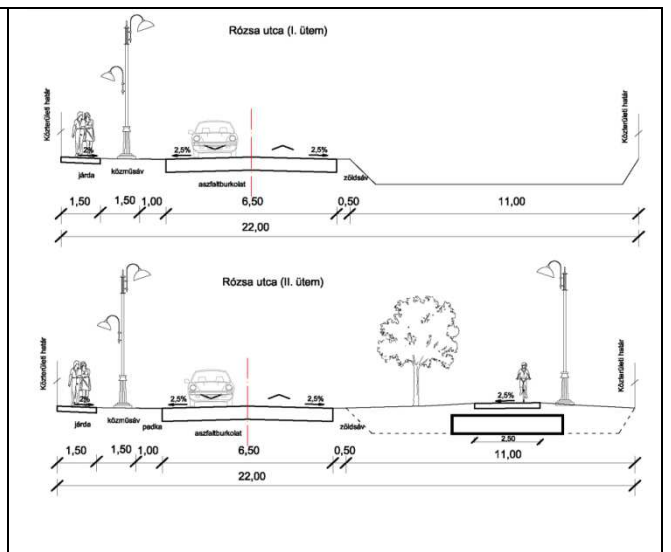 Rózsa utca (I. ütem)
Közterületi határ
Közterületi határ
2%
2,5%
2,5%
járda
közműsáv
aszfaltburkolat
zöldsáv
1,50
1,50
1,00
6,50
0,50
11,00
22,00
Rózsa utca (II. ütem)
Közterületi határ
Közterületi határ
2%
2,5%
2,5%
2,5%
járda
közműsáv
padka
aszfaltburkolat
zöldsáv
2,50
1,50
1,50
1,00
6,50
0,50
11,00
22,00